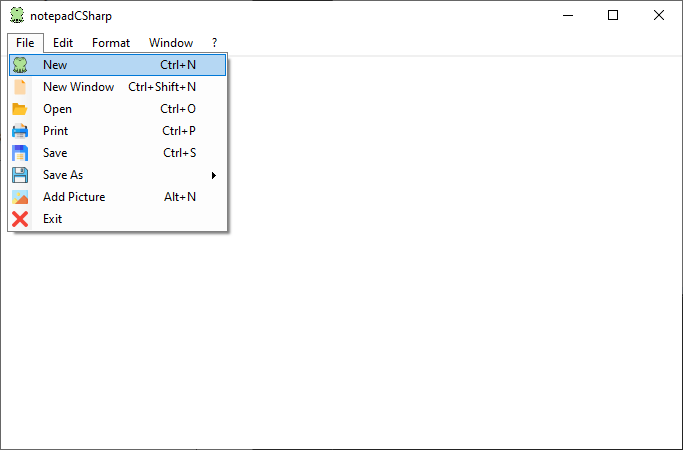 notepadCSharp
File Edit Format Window ?
New Ctrl+N
New Window Ctrl+Shift+N
Open Ctrl+O
Print Ctrl+P
Save Ctrl+S
Save As
Add Picture Alt+N
Exit